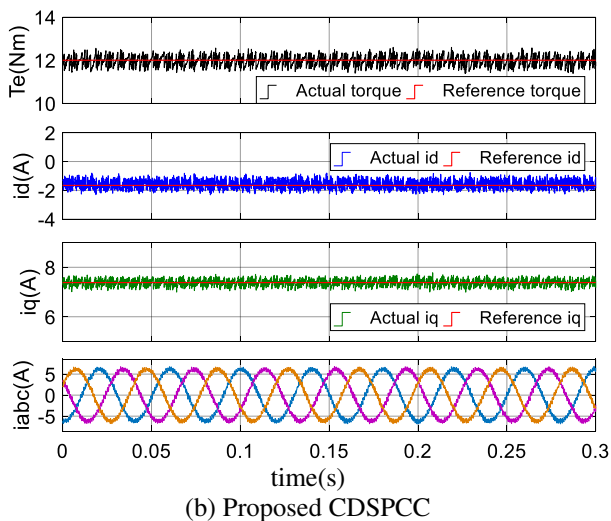 14
12
10
Te(Nm)
Actual torque Reference torque
2
0
-2
-4
id(A)
Actual id Reference id
8
6
iq(A)
Actual iq Reference iq
5
0
-5
iabc(A)
0 0.05 0.1 0.15 0.2 0.25 0.3
time(s)
(b) Proposed CDSPCC